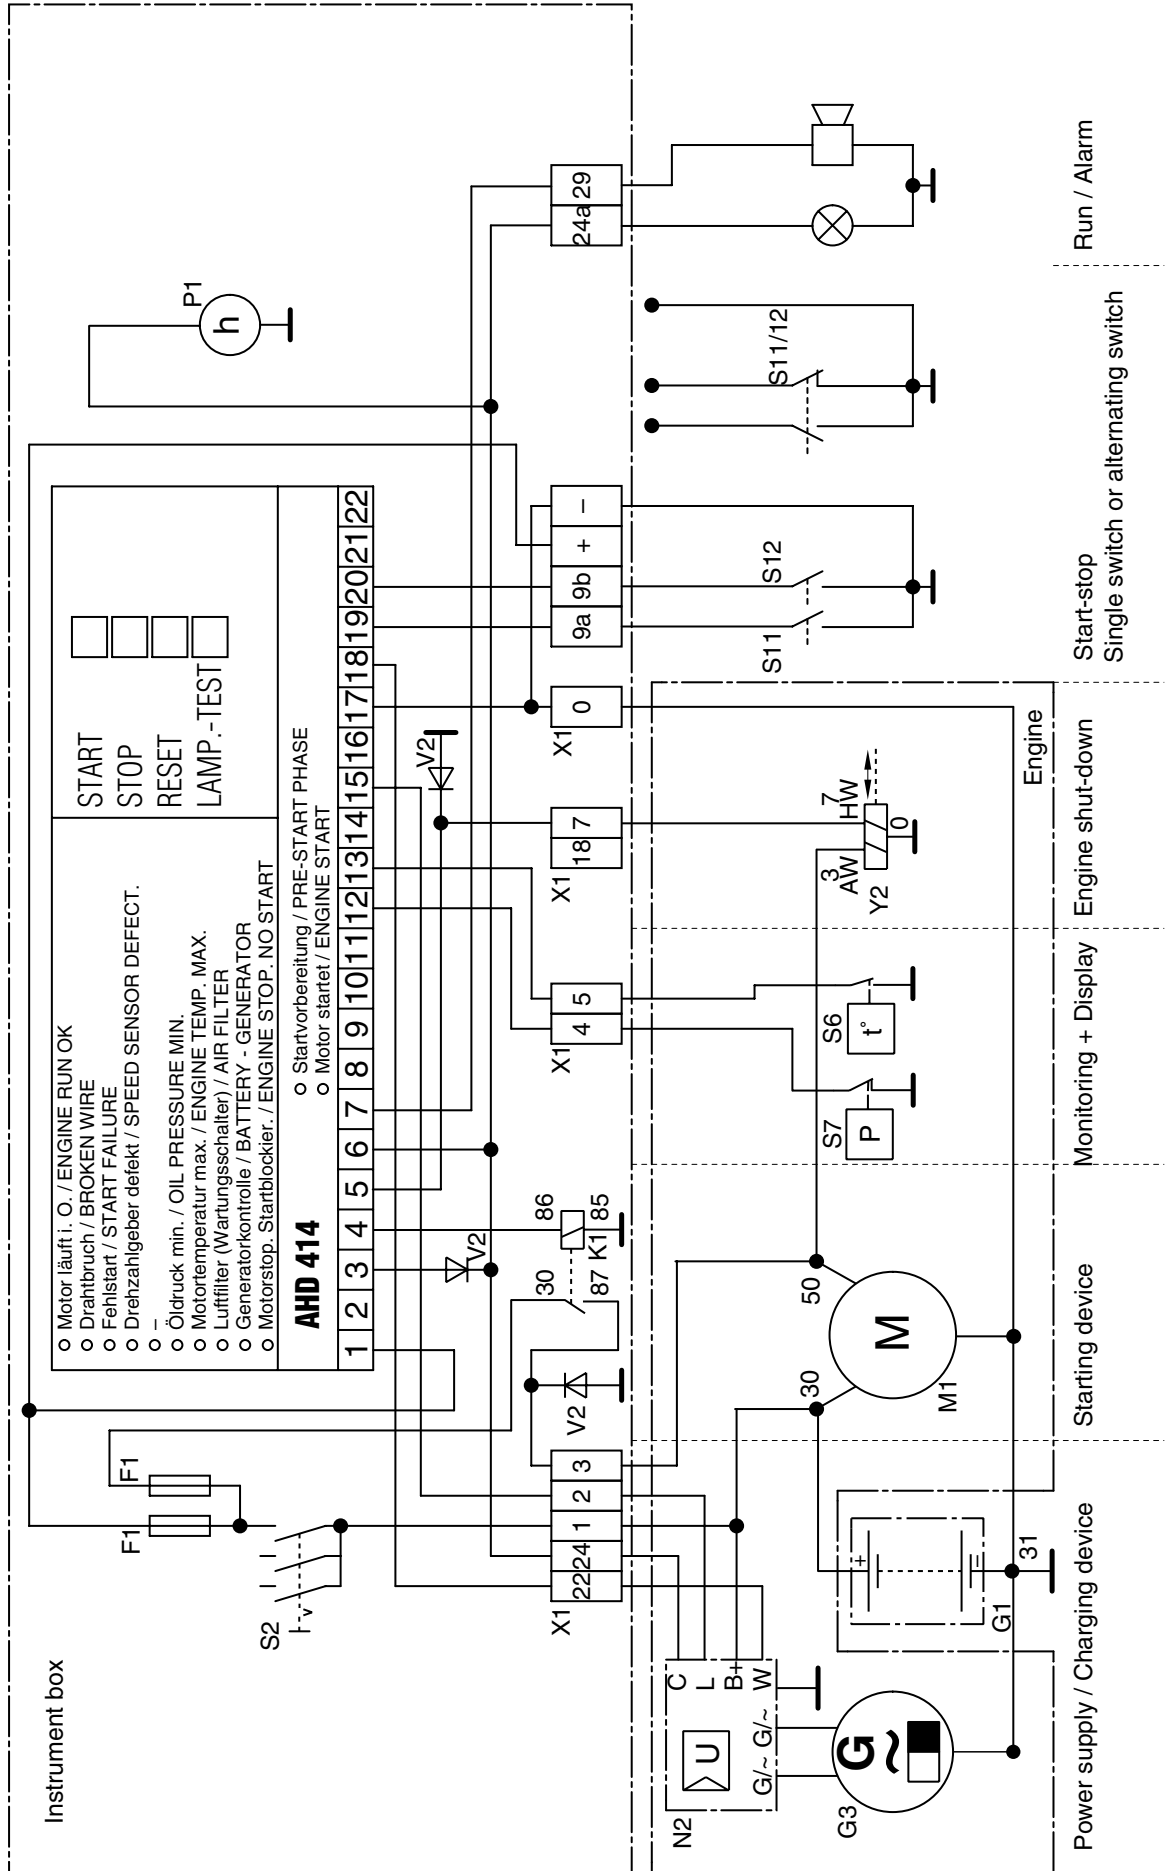 Instrument box
Motor läuft i. O. / ENGINE RUN OK
Drahtbruch / BROKEN WIRE
Fehlstart / START FAILURE
Drehzahlgeber defekt / SPEED SENSOR DEFECT.
–
Öldruck min. / OIL PRESSURE MIN.
Motortemperatur max. / ENGINE TEMP. MAX.
Luftfilter (Wartungsschalter) / AIR FILTER
Generatorkontrolle / BATTERY - GENERATOR
Motorstop. Startblockier. / ENGINE STOP. NO START
START
STOP
RESET
LAMP.-TEST
AHD 414
Startvorbereitung / PRE-START PHASE
Motor startet / ENGINE START
1 2 3 4 5 6 7 8 9 10 11 12 13 14 15 16 17 18 19 20 21 22
P1
h
F1
F1
S2
v
V2
V2
V2
30
87
86
85
K1
X1
22 24 1 2 3
X1
4 5
X1
18 7
X1
0
9a 9b + –
24a 29
N2
U
C
L
B+
W
G/~ G/~
G
~
G3
+
–
G1
31
30
50
M
M1
S7
P
S6
t°
3
AW
7
HW
Y2
0
Engine
S11
S12
S11/12
Power supply / Charging device
Starting device
Monitoring + Display
Engine shut-down
Start-stop
Single switch or alternating switch
Run / Alarm